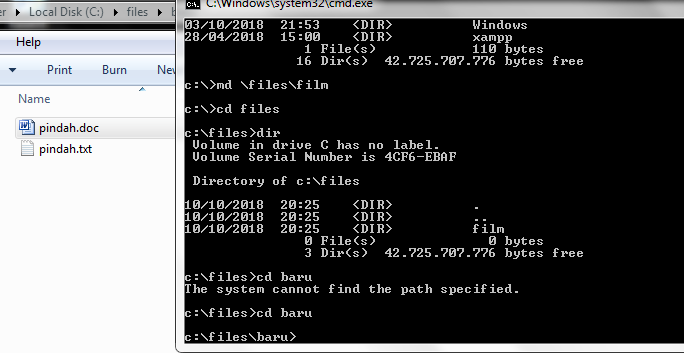 er ▸ Local Disk (C:) ▸ files ▸ b
Help
Print Burn New
Name
pindah.doc
pindah.txt
C:\Windows\system32\cmd.exe
03/10/2018  21:53    <DIR>          Windows
28/04/2018  15:00    <DIR>          xampp
               1 File(s)            110 bytes
              16 Dir(s)  42.725.707.776 bytes free
c:\>md \files\film
c:\>cd files
c:\files>dir
 Volume in drive C has no label.
 Volume Serial Number is 4CF6-EBAF
 Directory of c:\files
10/10/2018  20:25    <DIR>          .
10/10/2018  20:25    <DIR>          ..
10/10/2018  20:25    <DIR>          film
               0 File(s)              0 bytes
               3 Dir(s)  42.725.707.776 bytes free
c:\files>cd baru
The system cannot find the path specified.
c:\files>cd baru
c:\files\baru>